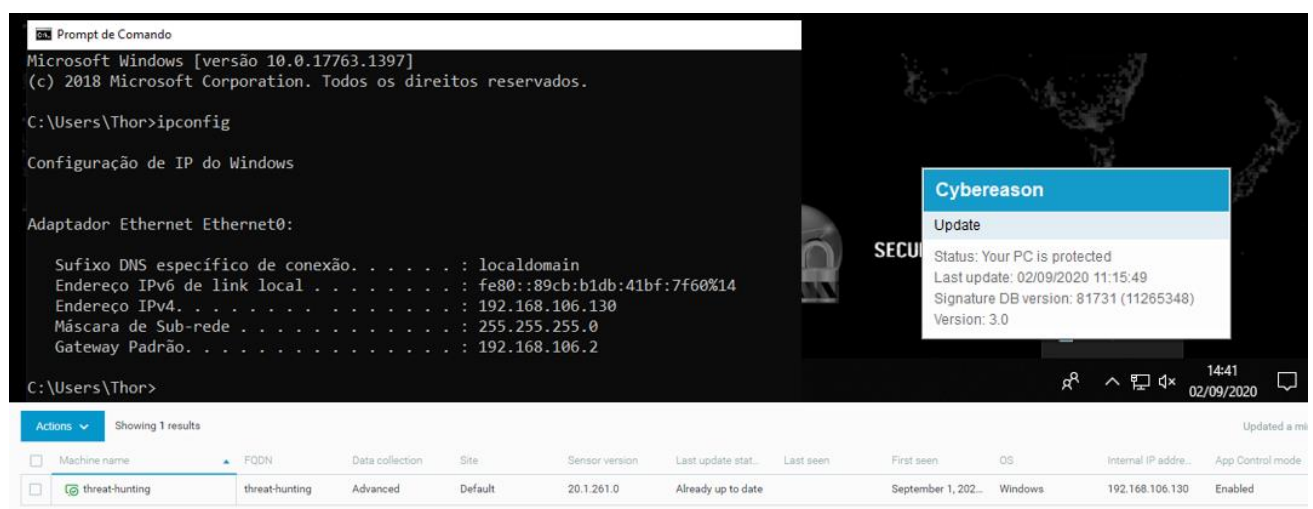 Prompt de Comando
Microsoft Windows [versão 10.0.17763.1397]
(c) 2018 Microsoft Corporation. Todos os direitos reservados.
C:\Users\Thor>ipconfig
Configuração de IP do Windows
Adaptador Ethernet Ethernet0:
Sufixo DNS específico de conexão. . . . . . : localdomain
Endereço IPv6 de link local . . . . . . . . : fe80::89cb:b1db:41bf:7f60%14
Endereço IPv4. . . . . . . . . . . . . . . : 192.168.106.130
Máscara de Sub-rede . . . . . . . . . . . . : 255.255.255.0
Gateway Padrão. . . . . . . . . . . . . . . : 192.168.106.2
C:\Users\Thor>
SECU
Cybereason
Update
Status: Your PC is protected
Last update: 02/09/2020 11:15:49
Signature DB version: 81731 (11265348)
Version: 3.0
14:41
02/09/2020
Actions Showing 1 results Updated a mi
Machine name FQDN Data collection Site Sensor version Last update stat... Last seen First seen OS Internal IP addre... App Control mode
threat-hunting threat-hunting Advanced Default 20.1.261.0 Already up to date September 1, 202... Windows 192.168.106.130 Enabled